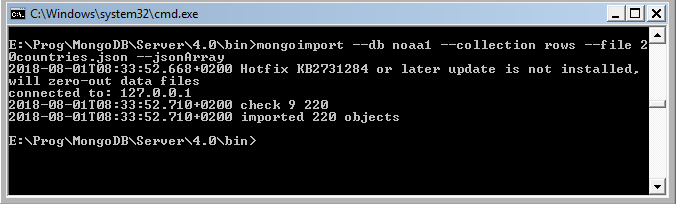 C:\Windows\system32\cmd.exe
E:\Prog\MongoDB\Server\4.0\bin>mongoimport --db noaa1 --collection rows --file 2
0countries.json --jsonArray
2018-08-01T08:33:52.668+0200 Hotfix KB2731284 or later update is not installed,
will zero-out data files
connected to: 127.0.0.1
2018-08-01T08:33:52.710+0200 check 9 220
2018-08-01T08:33:52.710+0200 imported 220 objects
E:\Prog\MongoDB\Server\4.0\bin>